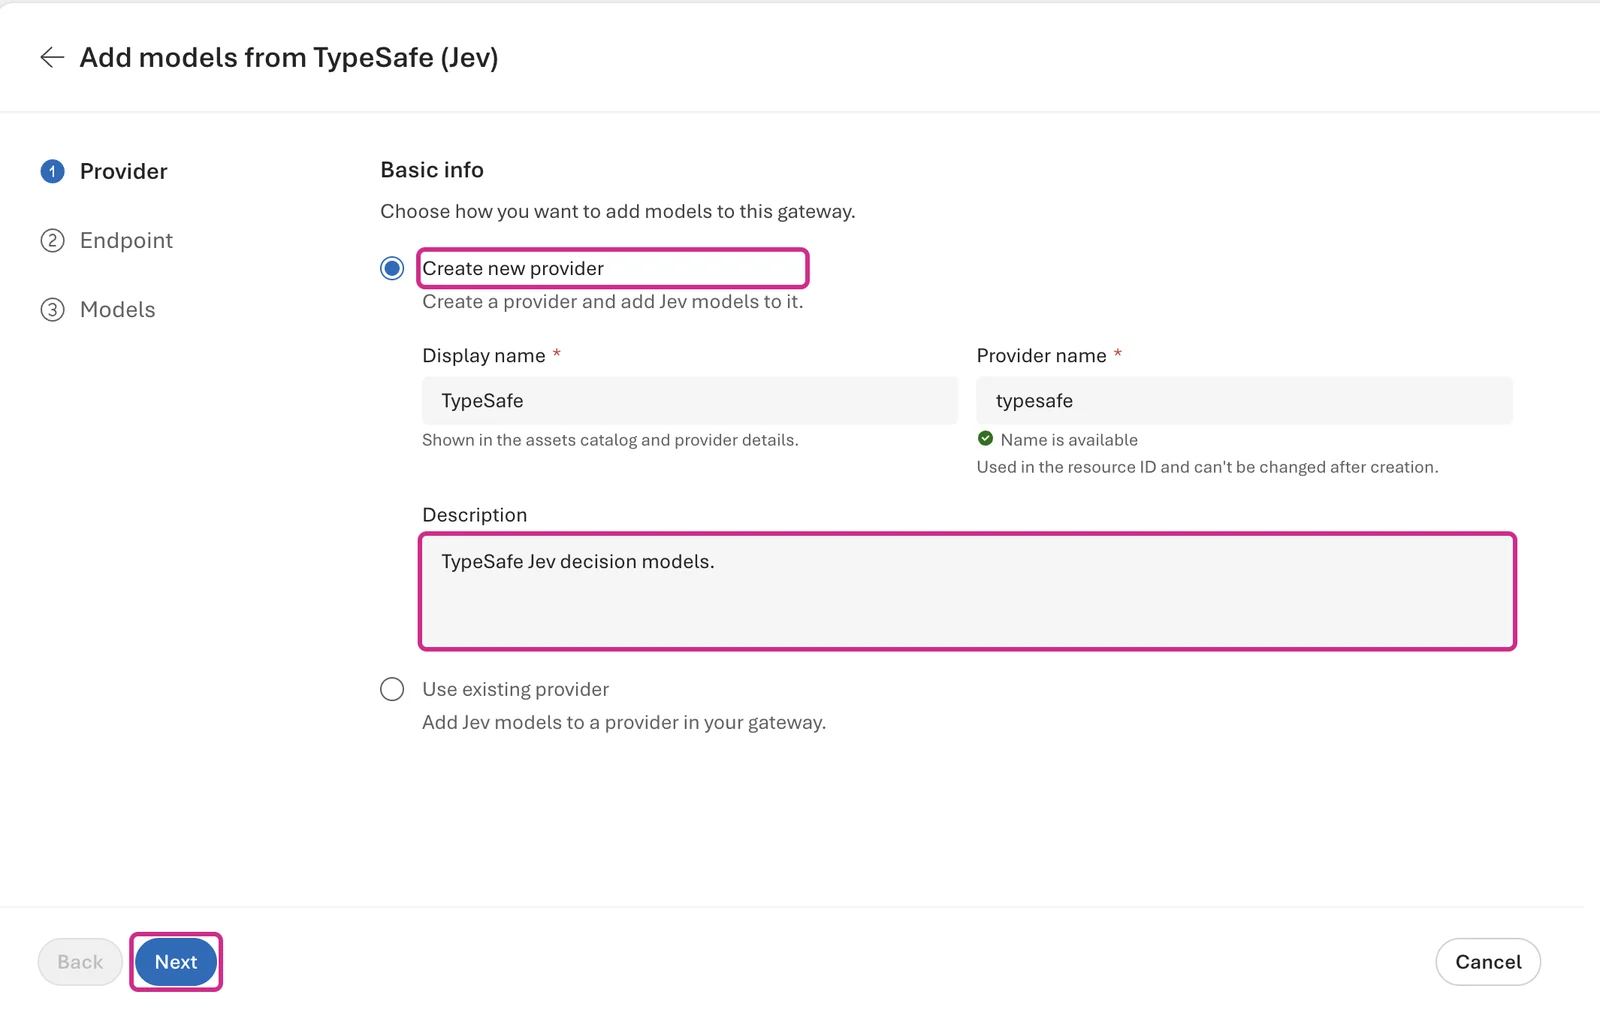 Add models from TypeSafe (Jev)
1 Provider
2 Endpoint
3 Models
Basic info
Choose how you want to add models to this gateway.
Create new provider
Create a provider and add Jev models to it.
Display name *
TypeSafe
Shown in the assets catalog and provider details.
Provider name *
typesafe
Name is available
Used in the resource ID and can't be changed after creation.
Description
TypeSafe Jev decision models.
Use existing provider
Add Jev models to a provider in your gateway.
Back
Next
Cancel